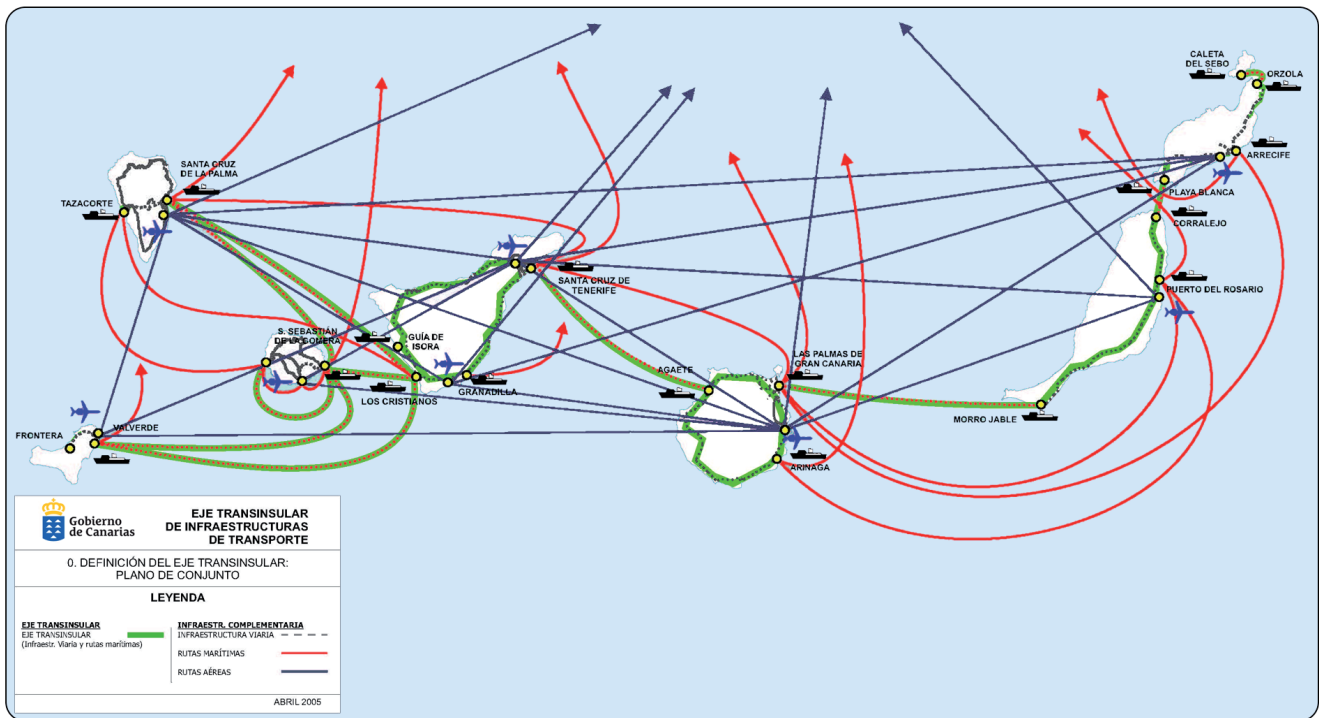 CALETA
DEL SEBO
ORZOLA
ARRECIFE
PLAYA BLANCA
CORRALEJO
PUERTO DEL ROSARIO
MORRO JABLE
SANTA CRUZ
DE LA PALMA
TAZACORTE
SANTA CRUZ DE
TENERIFE
S. SEBASTIÁN
DE LA GOMERA
GUÍA DE
ISORA
LOS CRISTIANOS
GRANADILLA
AGAETE
LAS PALMAS DE
GRAN CANARIA
ARINAGA
FRONTERA
VALVERDE
Gobierno
de Canarias
EJE TRANSINSULAR
DE INFRAESTRUCTURAS
DE TRANSPORTE
0. DEFINICIÓN DEL EJE TRANSINSULAR:
PLANO DE CONJUNTO
LEYENDA
EJE TRANSINSULAR
EJE TRANSINSULAR
(Infraestr. Viaria y rutas marítimas)
INFRAESTR. COMPLEMENTARIA
INFRAESTRUCTURA VIARIA
RUTAS MARÍTIMAS
RUTAS AÉREAS
ABRIL 2005